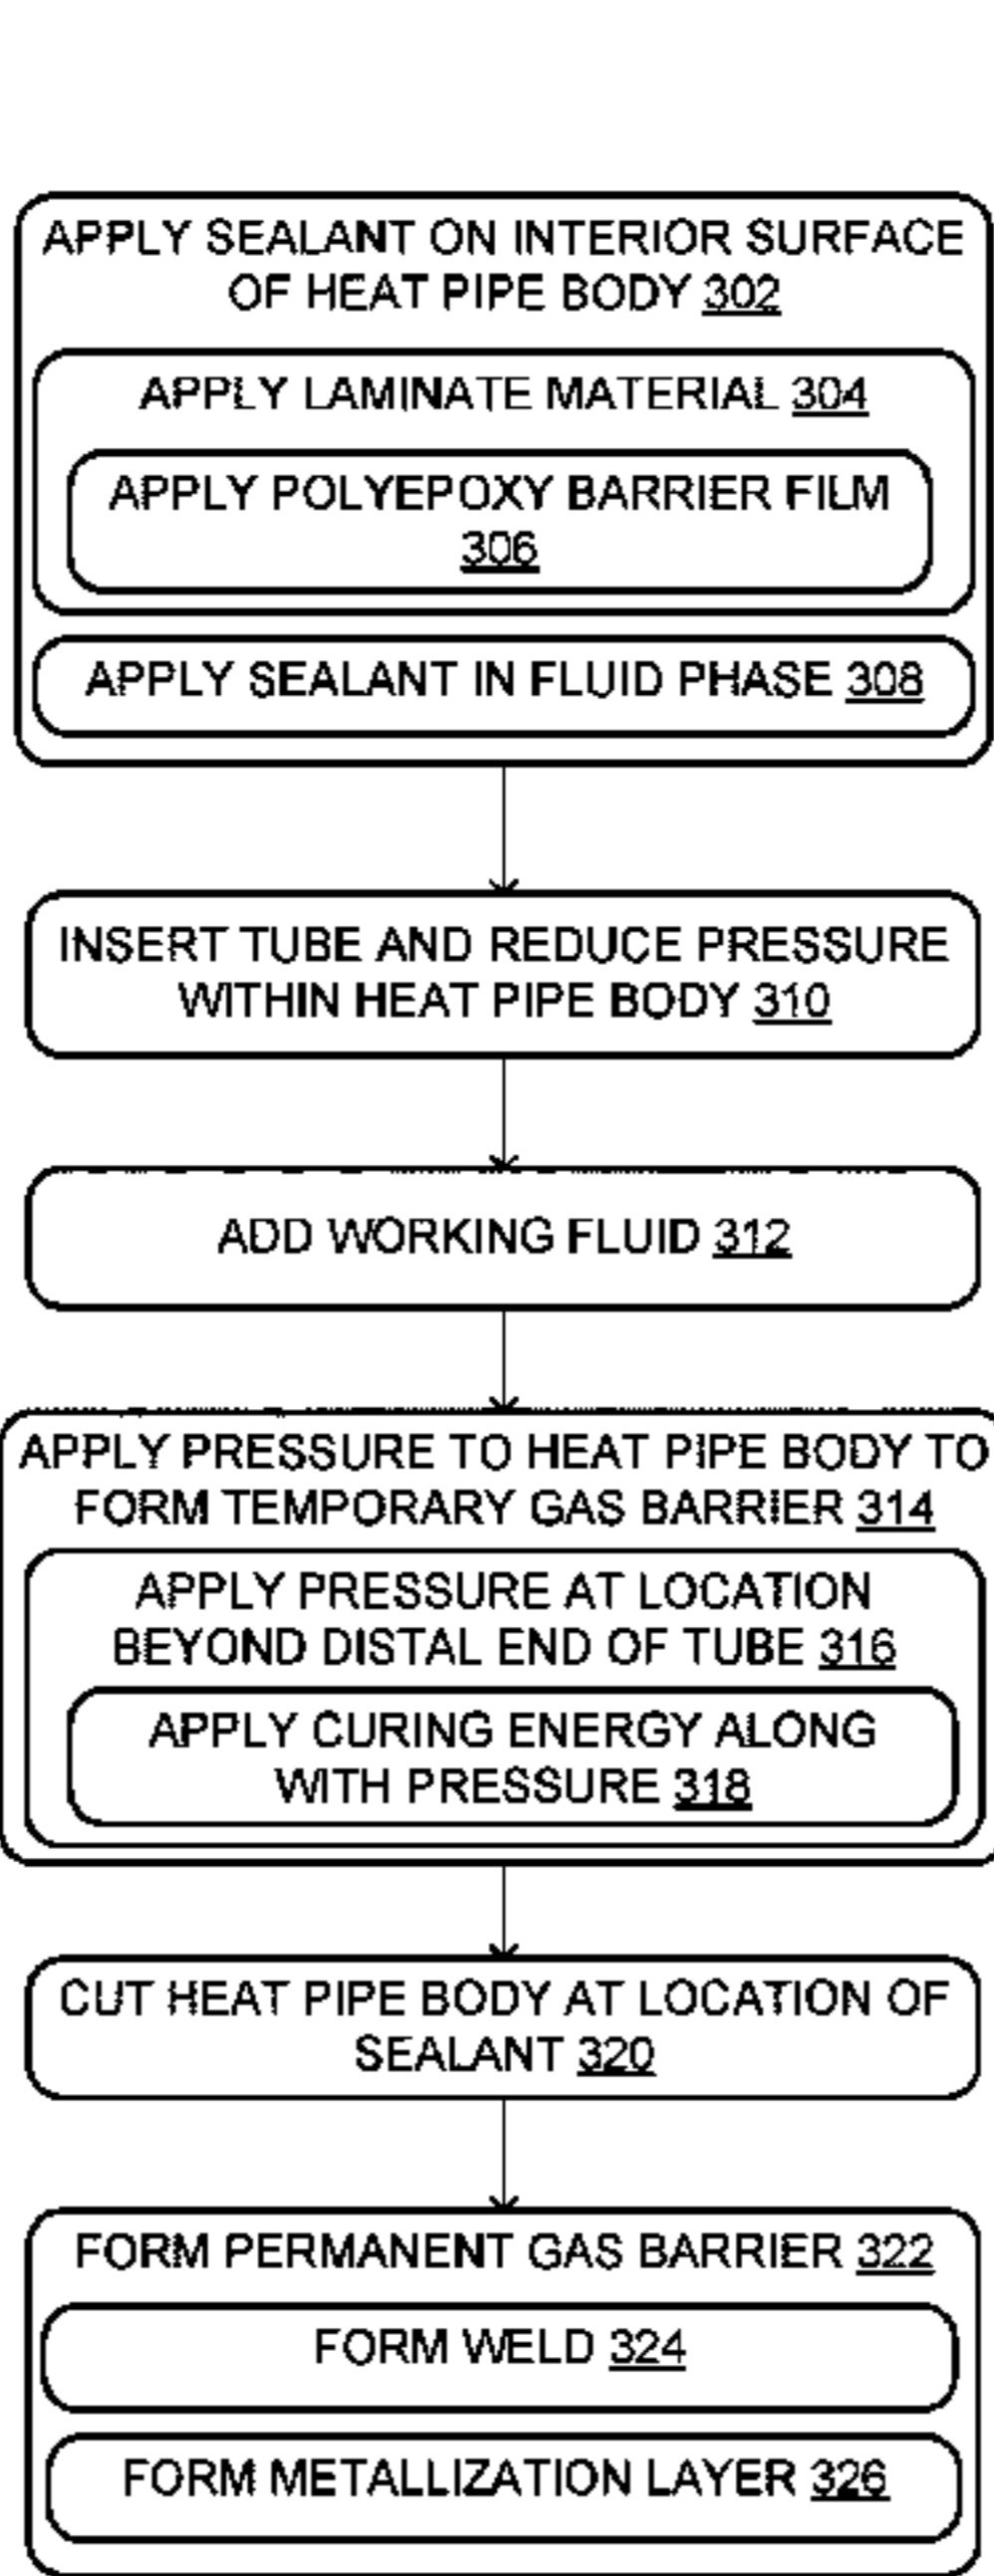 APPLY SEALANT ON INTERIOR SURFACE
OF HEAT PIPE BODY 302
APPLY LAMINATE MATERIAL 304
APPLY POLYEPOXY BARRIER FILM
306
APPLY SEALANT IN FLUID PHASE 308
INSERT TUBE AND REDUCE PRESSURE
WITHIN HEAT PIPE BODY 310
ADD WORKING FLUID 312
APPLY PRESSURE TO HEAT PIPE BODY TO
FORM TEMPORARY GAS BARRIER 314
APPLY PRESSURE AT LOCATION
BEYOND DISTAL END OF TUBE 316
APPLY CURING ENERGY ALONG
WITH PRESSURE 318
CUT HEAT PIPE BODY AT LOCATION OF
SEALANT 320
FORM PERMANENT GAS BARRIER 322
FORM WELD 324
FORM METALLIZATION LAYER 326